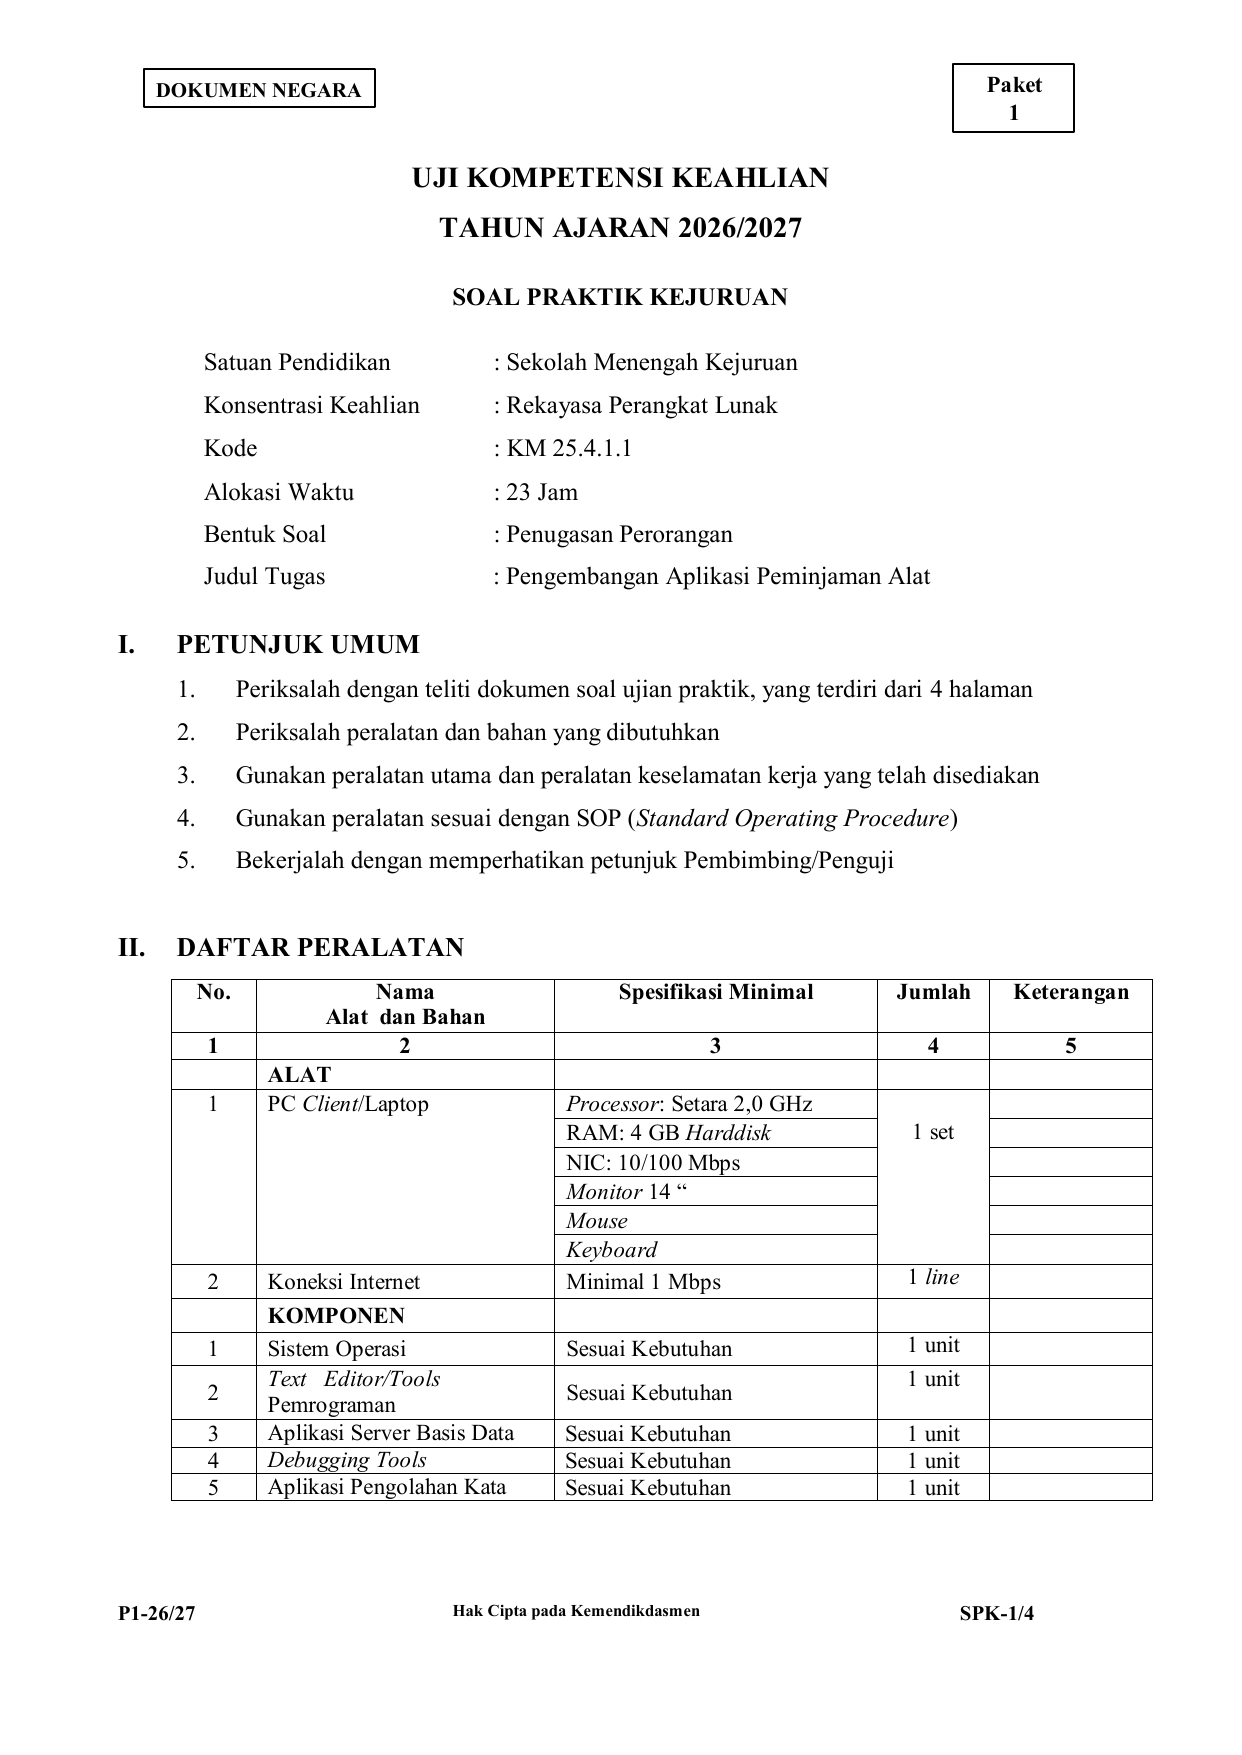 DOKUMEN NEGARA
Paket
1
UJI KOMPETENSI KEAHLIAN
TAHUN AJARAN 2026/2027
SOAL PRAKTIK KEJURUAN
Satuan Pendidikan : Sekolah Menengah Kejuruan
Konsentrasi Keahlian : Rekayasa Perangkat Lunak
Kode : KM 25.4.1.1
Alokasi Waktu : 23 Jam
Bentuk Soal : Penugasan Perorangan
Judul Tugas : Pengembangan Aplikasi Peminjaman Alat
I. PETUNJUK UMUM
1. Periksalah dengan teliti dokumen soal ujian praktik, yang terdiri dari 4 halaman
2. Periksalah peralatan dan bahan yang dibutuhkan
3. Gunakan peralatan utama dan peralatan keselamatan kerja yang telah disediakan
4. Gunakan peralatan sesuai dengan SOP (Standard Operating Procedure)
5. Bekerjalah dengan memperhatikan petunjuk Pembimbing/Penguji
II. DAFTAR PERALATAN
No. Nama Spesifikasi Minimal Jumlah Keterangan
Alat dan Bahan
1 2 3 4 5
ALAT
1 PC Client/Laptop Processor: Setara 2,0 GHz
RAM: 4 GB Harddisk 1 set
NIC: 10/100 Mbps
Monitor 14 “
Mouse
Keyboard
2 Koneksi Internet Minimal 1 Mbps 1 line
KOMPONEN
1 Sistem Operasi Sesuai Kebutuhan 1 unit
2 Text Editor/Tools Sesuai Kebutuhan 1 unit
Pemrograman
3 Aplikasi Server Basis Data Sesuai Kebutuhan 1 unit
4 Debugging Tools Sesuai Kebutuhan 1 unit
5 Aplikasi Pengolahan Kata Sesuai Kebutuhan 1 unit
P1-26/27 Hak Cipta pada Kemendikdasmen SPK-1/4